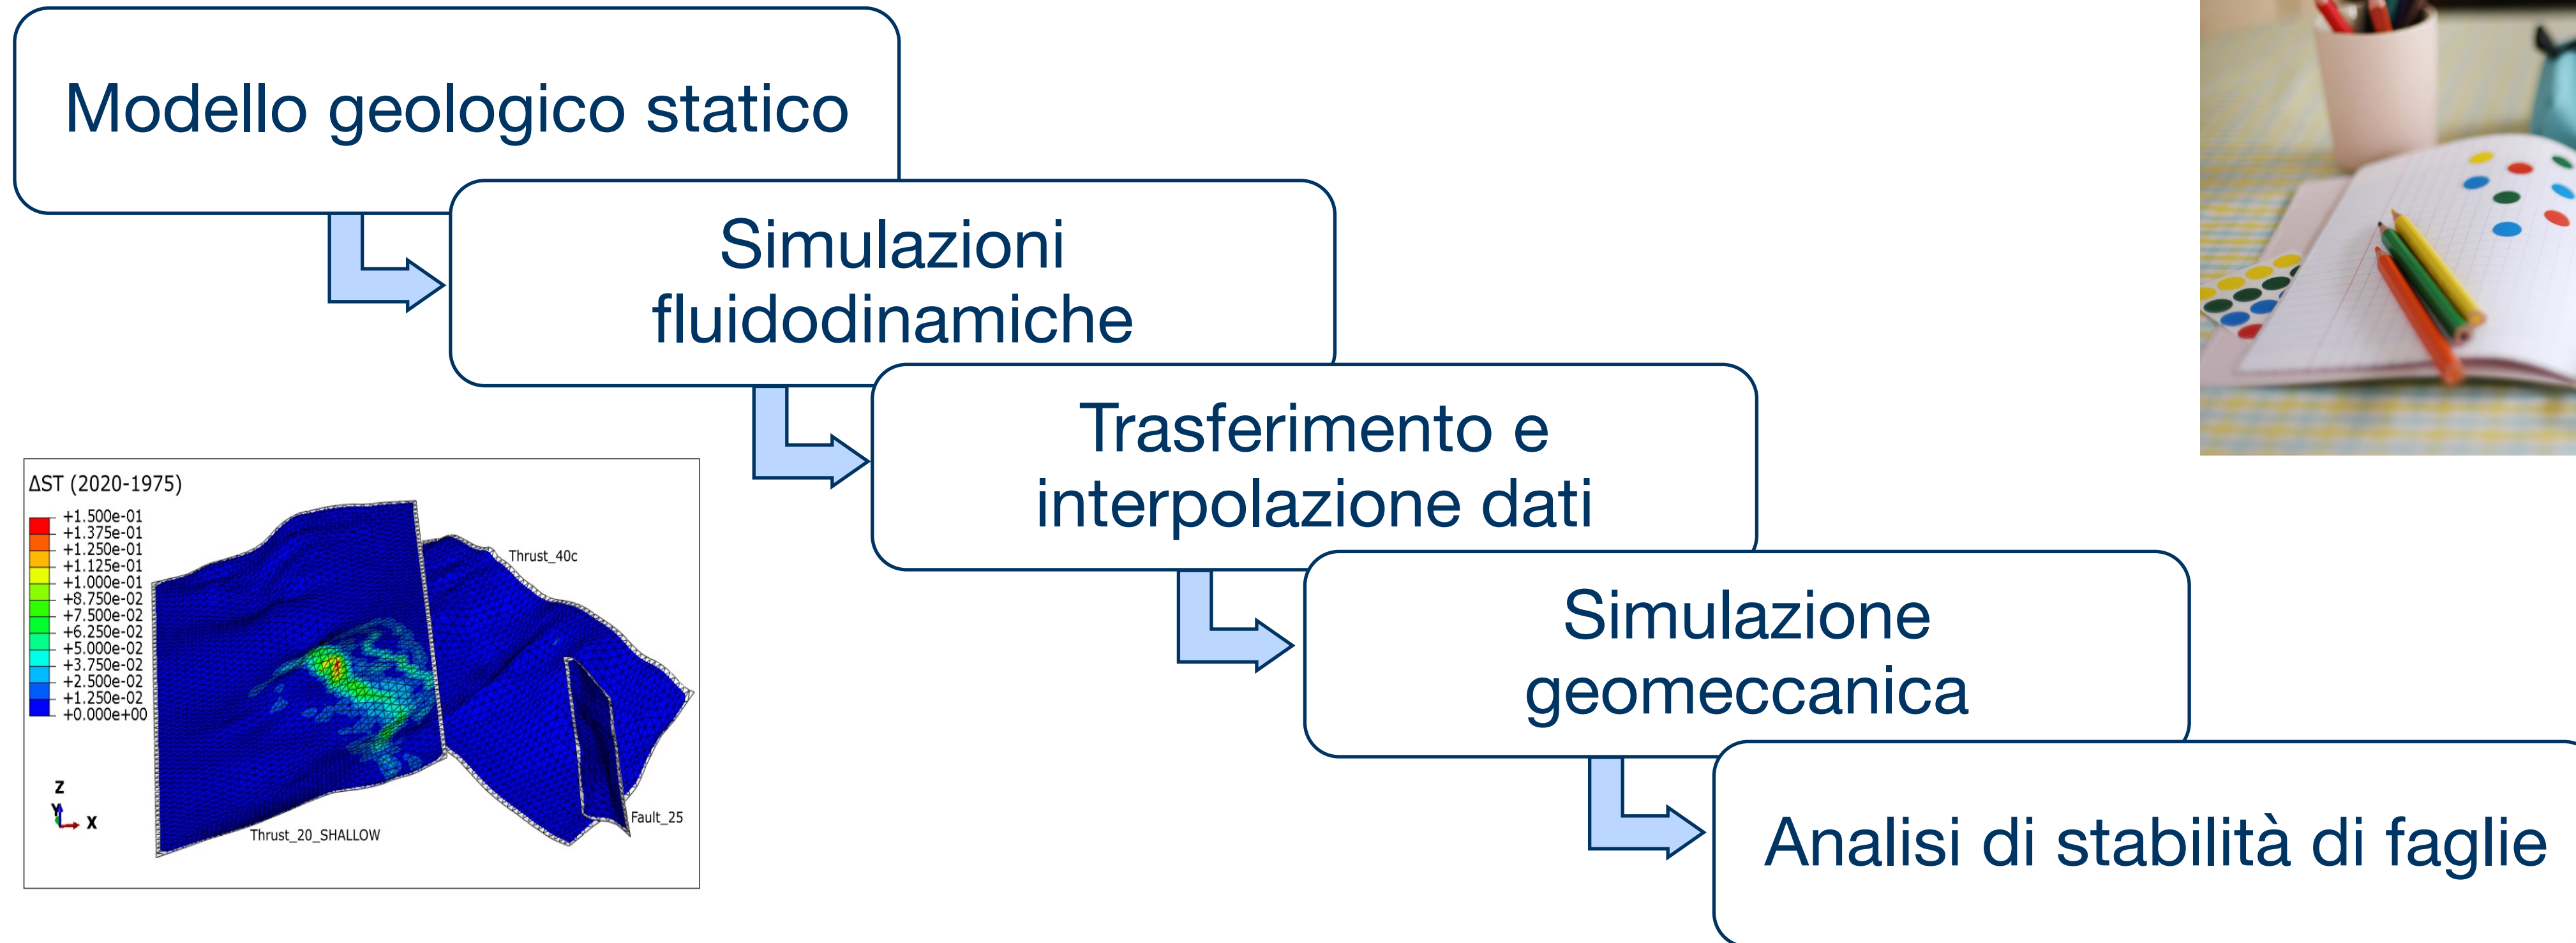 Modello geologico statico
Simulazioni
fluidodinamiche
Trasferimento e
interpolazione dati
Simulazione
geomeccanica
Analisi di stabilità di faglie
ΔST (2020-1975)
+1.500e-01
+1.375e-01
+1.250e-01
+1.125e-01
+1.000e-01
+8.750e-02
+7.500e-02
+6.250e-02
+5.000e-02
+3.750e-02
+2.500e-02
+1.250e-02
+0.000e+00
Thrust_40c
Fault_25
Thrust_20_SHALLOW
Z
Y
X